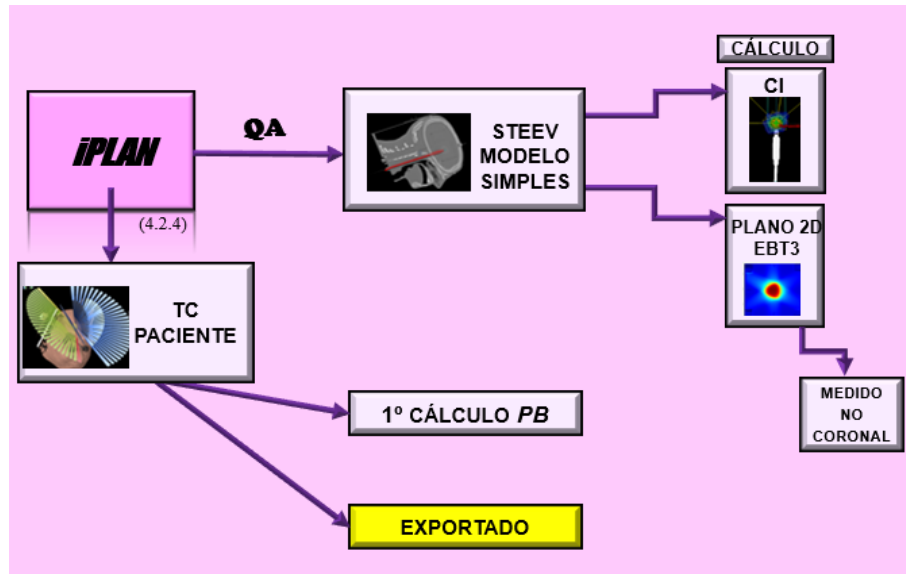 CÁLCULO
CI
iPLAN
QA
STEEV
MODELO
SIMPLES
(4.2.4)
PLANO 2D
EBT3
TC
PACIENTE
MEDIDO
NO
CORONAL
1º CÁLCULO PB
EXPORTADO